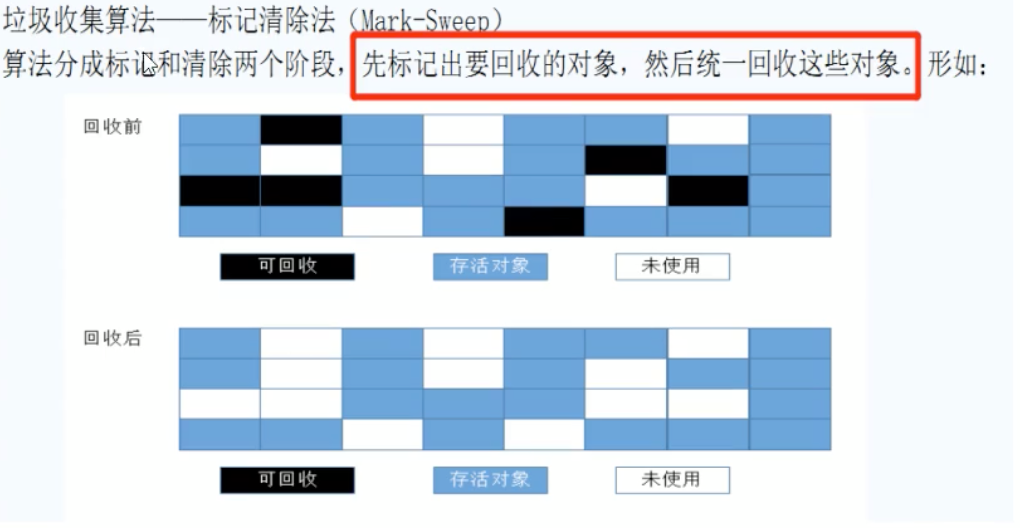 垃圾收集算法——标记清除法（Mark-Sweep）
算法分成标记和清除两个阶段，先标记出要回收的对象，然后统一回收这些对象。形如：
回收前
可回收 存活对象 未使用
回收后
可回收 存活对象 未使用